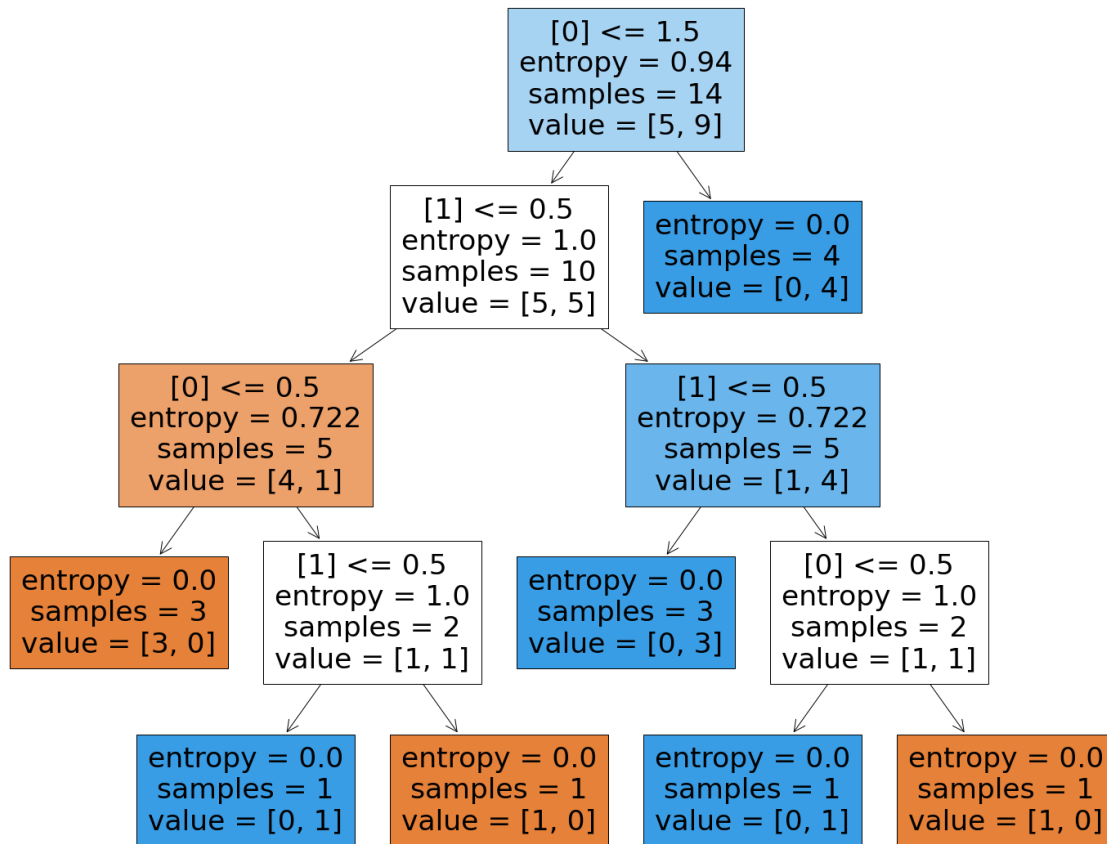 [0] <= 1.5
entropy = 0.94
samples = 14
value = [5, 9]
[1] <= 0.5
entropy = 1.0
samples = 10
value = [5, 5]
entropy = 0.0
samples = 4
value = [0, 4]
[0] <= 0.5
entropy = 0.722
samples = 5
value = [4, 1]
[1] <= 0.5
entropy = 0.722
samples = 5
value = [1, 4]
entropy = 0.0
samples = 3
value = [3, 0]
[1] <= 0.5
entropy = 1.0
samples = 2
value = [1, 1]
entropy = 0.0
samples = 3
value = [0, 3]
[0] <= 0.5
entropy = 1.0
samples = 2
value = [1, 1]
entropy = 0.0
samples = 1
value = [0, 1]
entropy = 0.0
samples = 1
value = [1, 0]
entropy = 0.0
samples = 1
value = [0, 1]
entropy = 0.0
samples = 1
value = [1, 0]